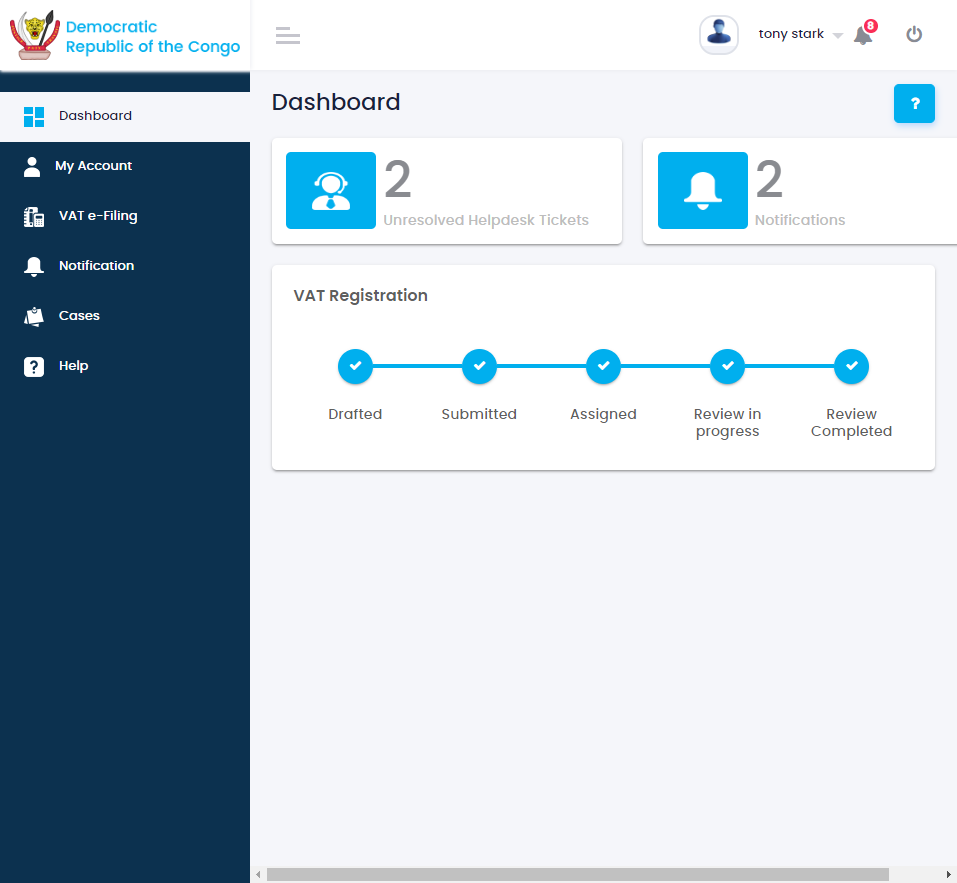 Democratic
Republic of the Congo
tony stark
8
Dashboard
My Account
VAT e-Filing
Notification
Cases
Help
Dashboard
?
2
Unresolved Helpdesk Tickets
2
Notifications
VAT Registration
Drafted
Submitted
Assigned
Review in
progress
Review
Completed